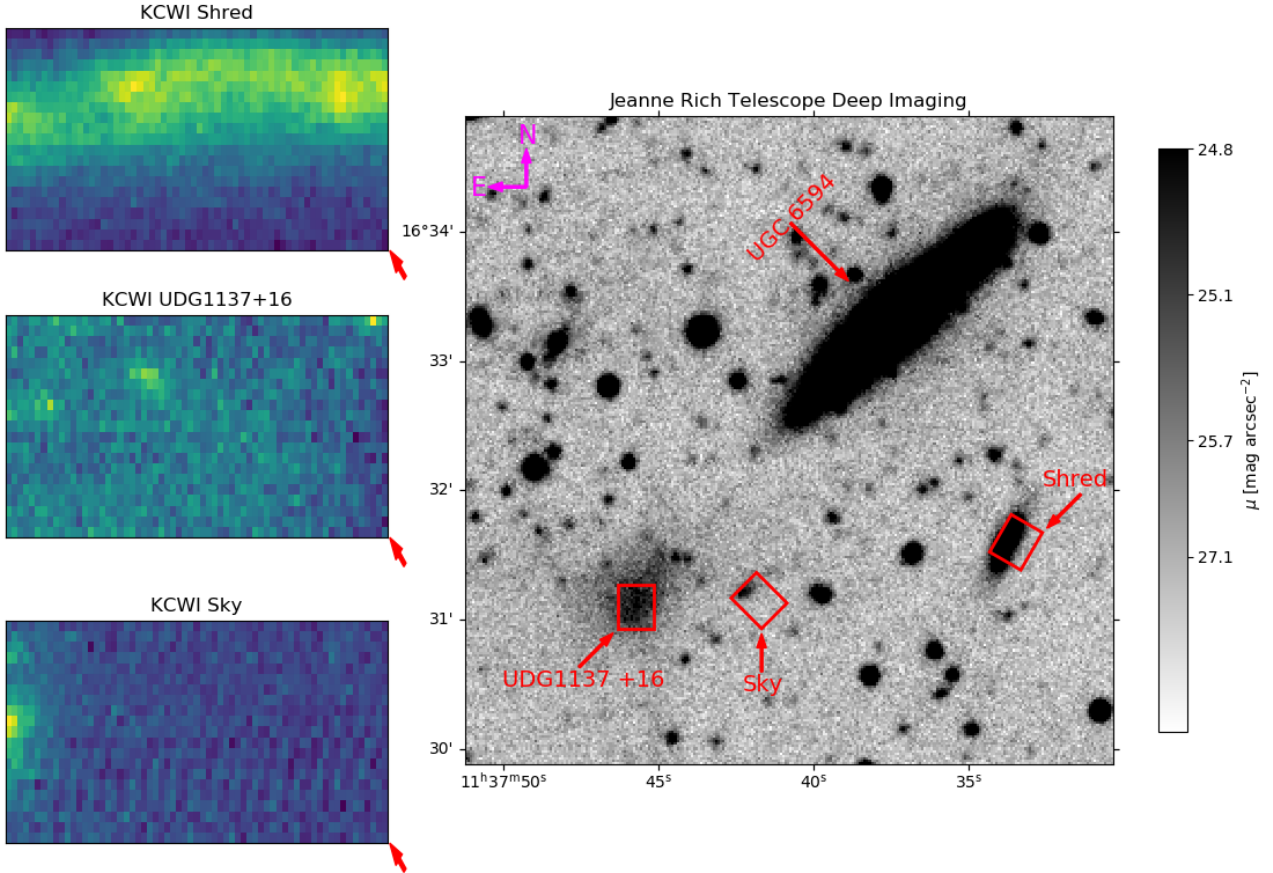 KCWI Shred
KCWI UDG1137+16
KCWI Sky
Jeanne Rich Telescope Deep Imaging
N
E
UGC 6594
Shred
UDG1137 +16
Sky
16°34'
33'
32'
31'
30'
11ʰ37ᵐ50ˢ
45ˢ
40ˢ
35ˢ
24.8
25.1
25.7
27.1
μ [mag arcsec⁻²]